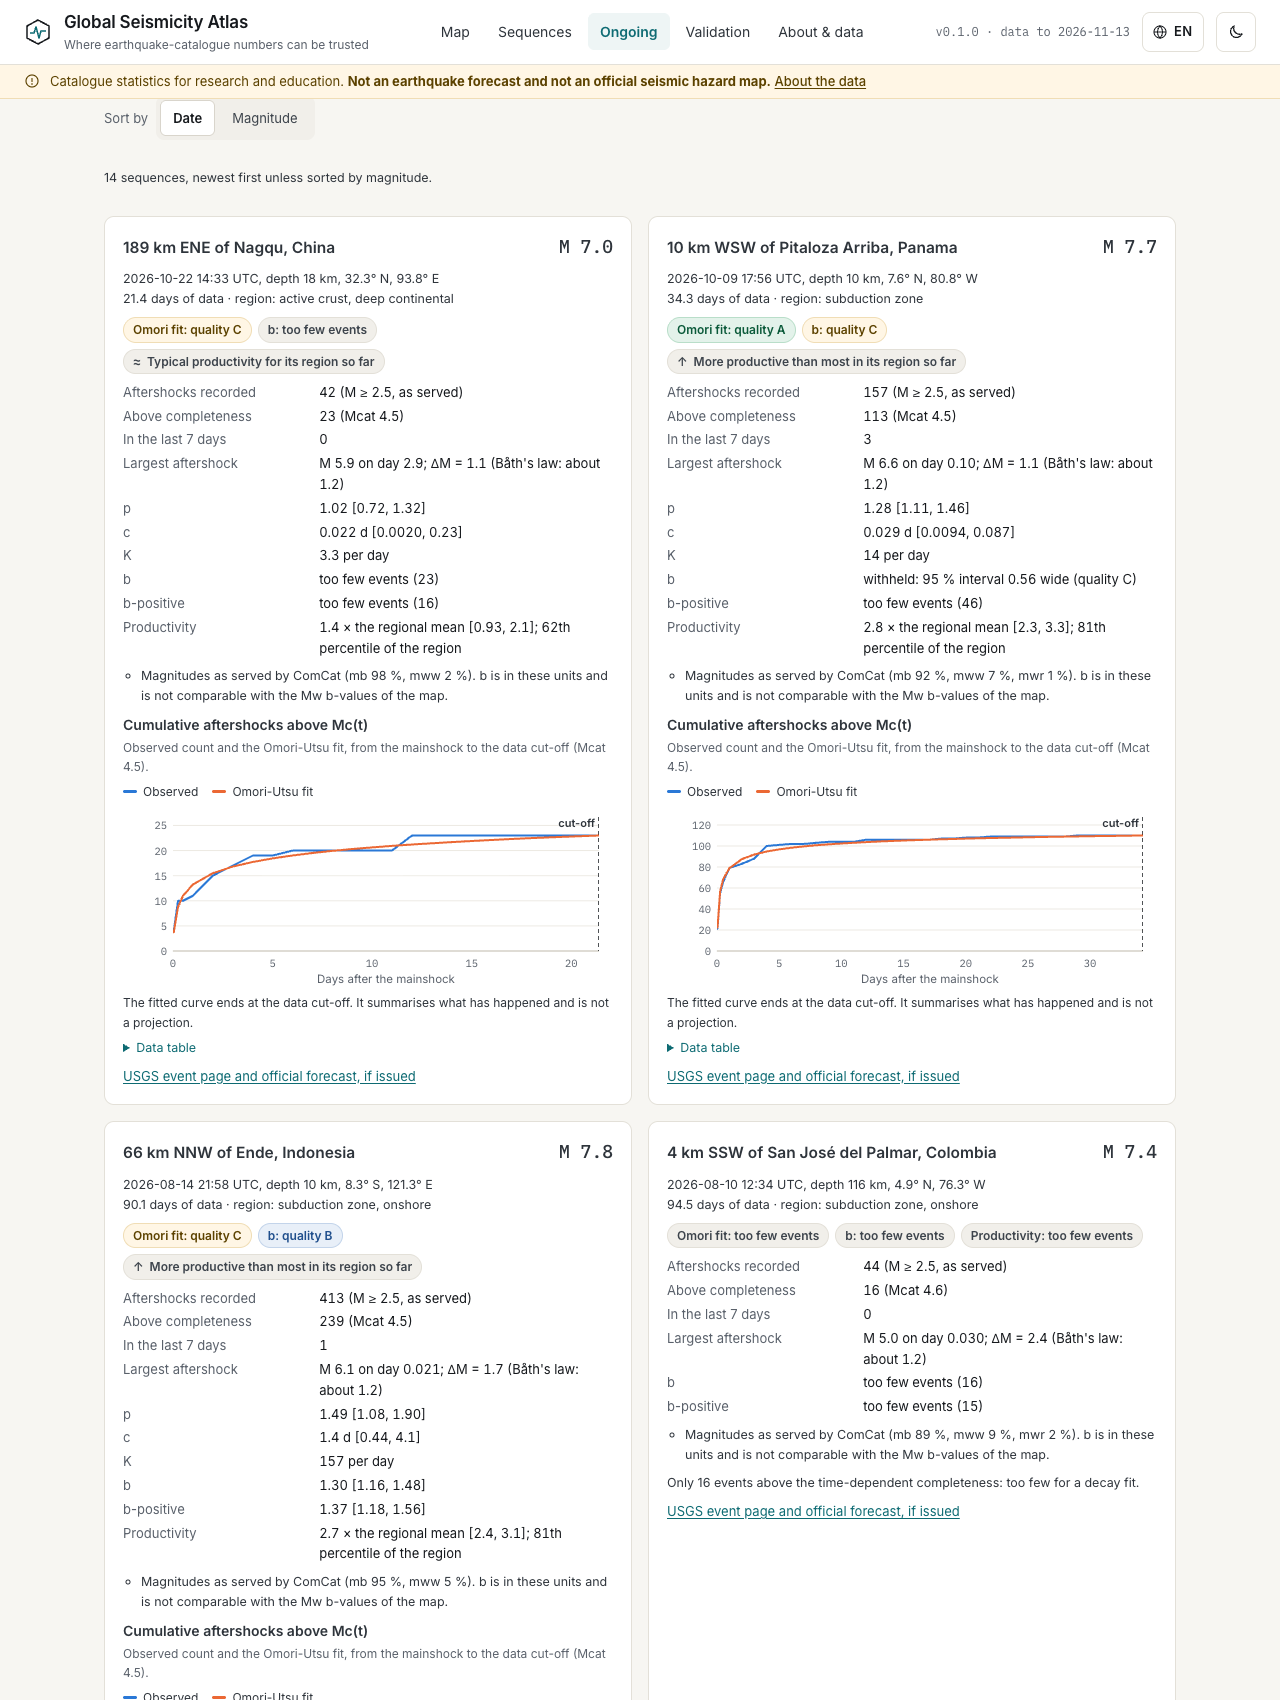 Global Seismicity Atlas
Where earthquake-catalogue numbers can be trusted
Map
Sequences
Ongoing
Validation
About & data
v0.1.0 · data to 2026-11-13
EN
Catalogue statistics for research and education. Not an earthquake forecast and not an official seismic hazard map. About the data
Sort by
Date
Magnitude
14 sequences, newest first unless sorted by magnitude.
189 km ENE of Nagqu, China
M 7.0
2026-10-22 14:33 UTC, depth 18 km, 32.3° N, 93.8° E
21.4 days of data · region: active crust, deep continental
Omori fit: quality C
b: too few events
≈ Typical productivity for its region so far
Aftershocks recorded
42 (M ≥ 2.5, as served)
Above completeness
23 (Mcat 4.5)
In the last 7 days
0
Largest aftershock
M 5.9 on day 2.9; ΔM = 1.1 (Båth's law: about
1.2)
p
1.02 [0.72, 1.32]
c
0.022 d [0.0020, 0.23]
K
3.3 per day
b
too few events (23)
b-positive
too few events (16)
Productivity
1.4 × the regional mean [0.93, 2.1]; 62th
percentile of the region
Magnitudes as served by ComCat (mb 98 %, mww 2 %). b is in these units and
is not comparable with the Mw b-values of the map.
Cumulative aftershocks above Mc(t)
Observed count and the Omori-Utsu fit, from the mainshock to the data cut-off (Mcat
4.5).
Observed
Omori-Utsu fit
cut-off
25
20
15
10
5
0
0
5
10
15
20
Days after the mainshock
The fitted curve ends at the data cut-off. It summarises what has happened and is not
a projection.
Data table
USGS event page and official forecast, if issued
10 km WSW of Pitaloza Arriba, Panama
M 7.7
2026-10-09 17:56 UTC, depth 10 km, 7.6° N, 80.8° W
34.3 days of data · region: subduction zone
Omori fit: quality A
b: quality C
↑ More productive than most in its region so far
Aftershocks recorded
157 (M ≥ 2.5, as served)
Above completeness
113 (Mcat 4.5)
In the last 7 days
3
Largest aftershock
M 6.6 on day 0.10; ΔM = 1.1 (Båth's law: about
1.2)
p
1.28 [1.11, 1.46]
c
0.029 d [0.0094, 0.087]
K
14 per day
b
withheld: 95 % interval 0.56 wide (quality C)
b-positive
too few events (46)
Productivity
2.8 × the regional mean [2.3, 3.3]; 81th
percentile of the region
Magnitudes as served by ComCat (mb 92 %, mww 7 %, mwr 1 %). b is in these
units and is not comparable with the Mw b-values of the map.
Cumulative aftershocks above Mc(t)
Observed count and the Omori-Utsu fit, from the mainshock to the data cut-off (Mcat
4.5).
Observed
Omori-Utsu fit
cut-off
120
100
80
60
40
20
0
0
5
10
15
20
25
30
Days after the mainshock
The fitted curve ends at the data cut-off. It summarises what has happened and is not
a projection.
Data table
USGS event page and official forecast, if issued
66 km NNW of Ende, Indonesia
M 7.8
2026-08-14 21:58 UTC, depth 10 km, 8.3° S, 121.3° E
90.1 days of data · region: subduction zone, onshore
Omori fit: quality C
b: quality B
↑ More productive than most in its region so far
Aftershocks recorded
413 (M ≥ 2.5, as served)
Above completeness
239 (Mcat 4.5)
In the last 7 days
1
Largest aftershock
M 6.1 on day 0.021; ΔM = 1.7 (Båth's law:
about 1.2)
p
1.49 [1.08, 1.90]
c
1.4 d [0.44, 4.1]
K
157 per day
b
1.30 [1.16, 1.48]
b-positive
1.37 [1.18, 1.56]
Productivity
2.7 × the regional mean [2.4, 3.1]; 81th
percentile of the region
Magnitudes as served by ComCat (mb 95 %, mww 5 %). b is in these units and
is not comparable with the Mw b-values of the map.
Cumulative aftershocks above Mc(t)
Observed count and the Omori-Utsu fit, from the mainshock to the data cut-off (Mcat
4.5).
Observed
Omori-Utsu fit
4 km SSW of San José del Palmar, Colombia
M 7.4
2026-08-10 12:34 UTC, depth 116 km, 4.9° N, 76.3° W
94.5 days of data · region: subduction zone, onshore
Omori fit: too few events
b: too few events
Productivity: too few events
Aftershocks recorded
44 (M ≥ 2.5, as served)
Above completeness
16 (Mcat 4.6)
In the last 7 days
0
Largest aftershock
M 5.0 on day 0.030; ΔM = 2.4 (Båth's law:
about 1.2)
b
too few events (16)
b-positive
too few events (15)
Magnitudes as served by ComCat (mb 89 %, mww 9 %, mwr 2 %). b is in these
units and is not comparable with the Mw b-values of the map.
Only 16 events above the time-dependent completeness: too few for a decay fit.
USGS event page and official forecast, if issued